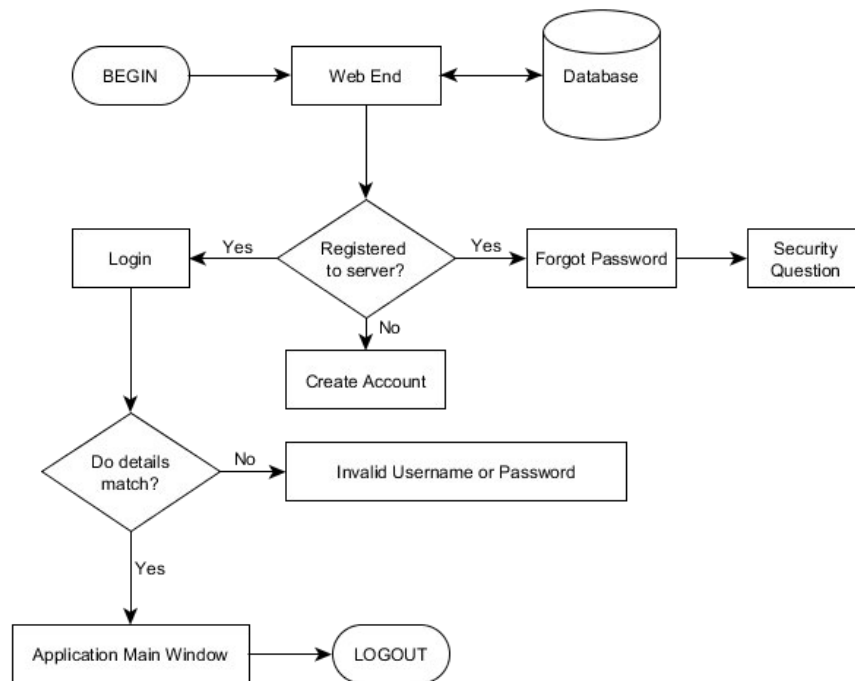 BEGIN
Web End
Database
Login
Yes
Registered
to server?
Yes
Forgot Password
Security
Question
No
Create Account
Do details
match?
No
Invalid Username or Password
Yes
Application Main Window
LOGOUT